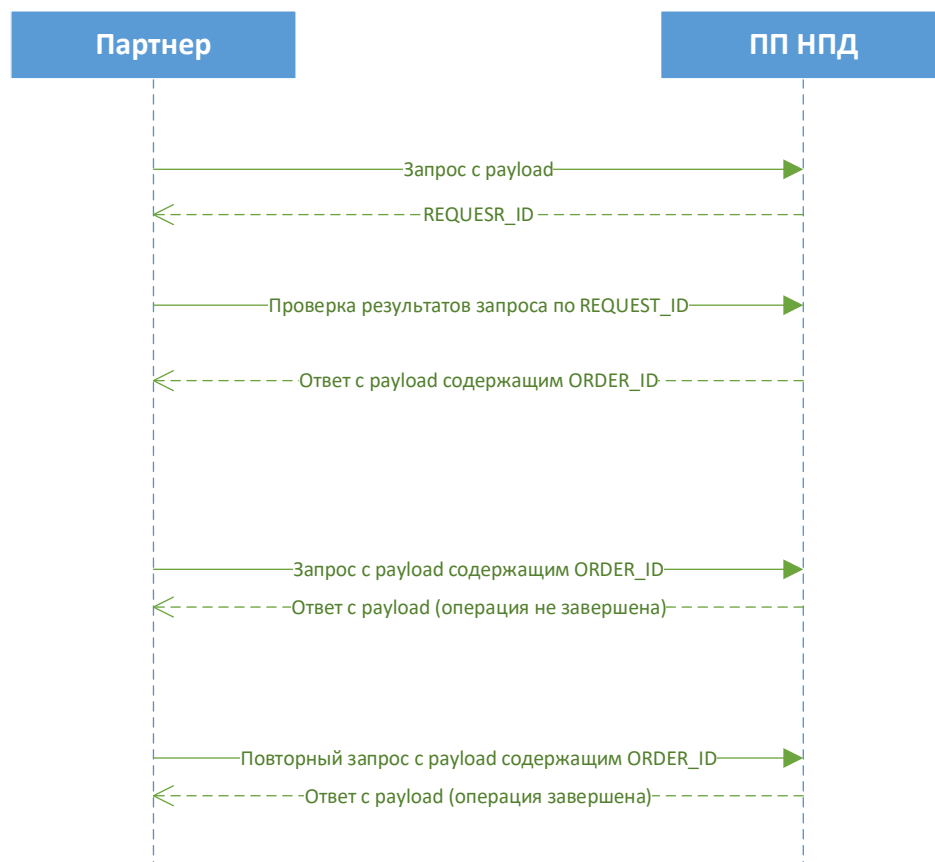 Партнер
ПП НПД
Запрос с payload
REQUESR_ID
Проверка результатов запроса по REQUEST_ID
Ответ с payload содержащим ORDER_ID
Запрос с payload содержащим ORDER_ID
Ответ с payload (операция не завершена)
Повторный запрос с payload содержащим ORDER_ID
Ответ с payload (операция завершена)